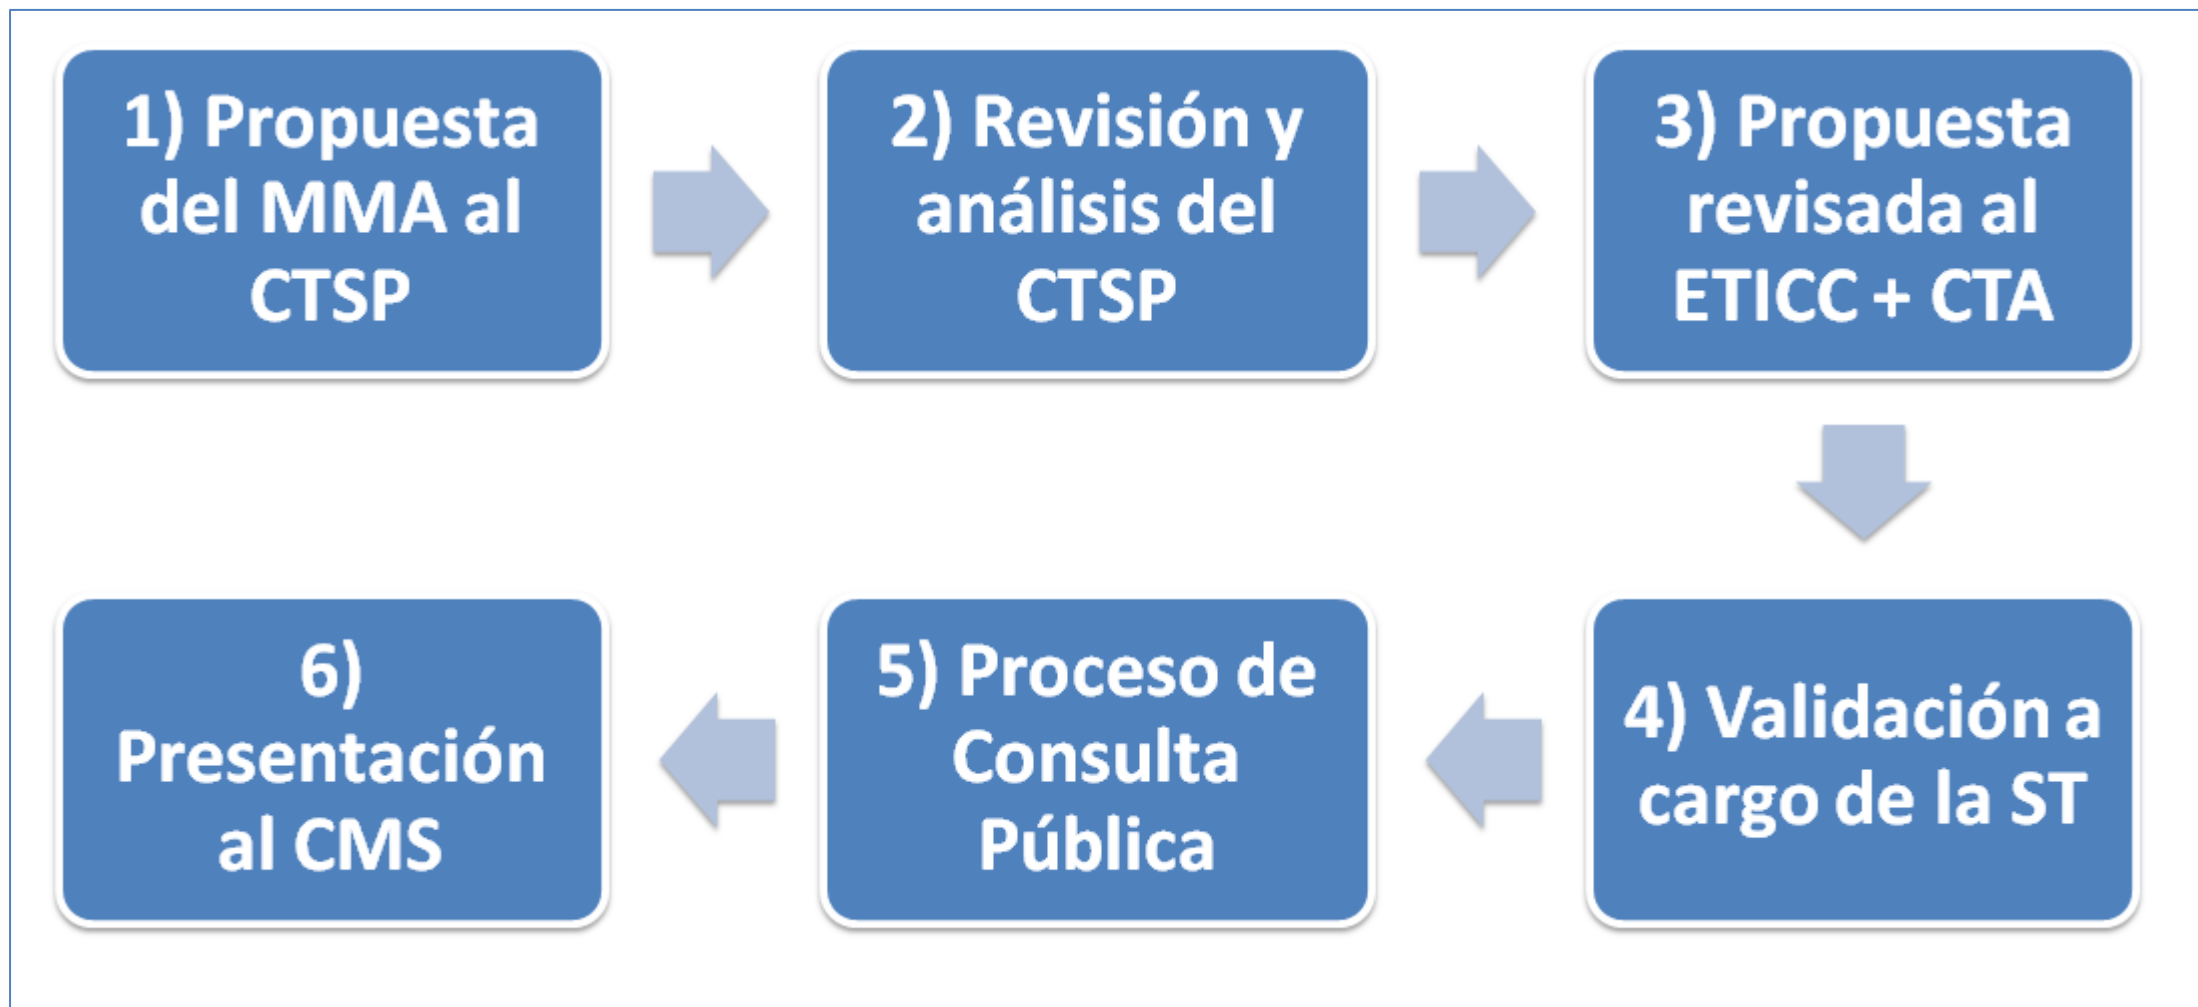 1) Propuesta
del MMA al
CTSP
2) Revisión y
análisis del
CTSP
3) Propuesta
revisada al
ETICC + CTA
4) Validación a
cargo de la ST
5) Proceso de
Consulta
Pública
6)
Presentación
al CMS